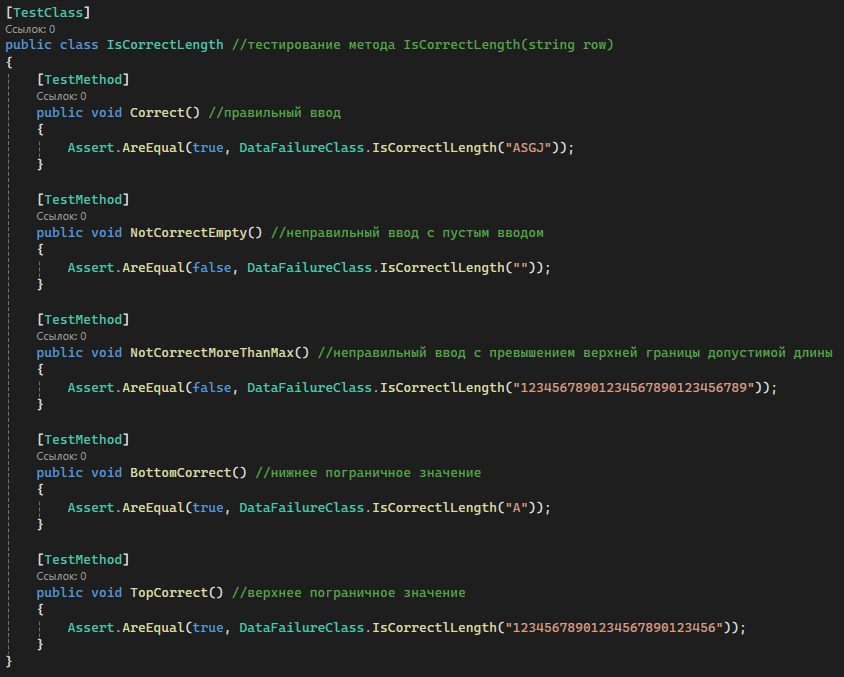 [TestClass]
Ссылок: 0
public class IsCorrectLength //тестирование метода IsCorrectLength(string row)
{
[TestMethod]
Ссылок: 0
public void Correct() //правильный ввод
{
Assert.AreEqual(true, DataFailureClass.IsCorrectlLength("ASGJ"));
}
[TestMethod]
Ссылок: 0
public void NotCorrectEmpty() //неправильный ввод с пустым вводом
{
Assert.AreEqual(false, DataFailureClass.IsCorrectlLength(""));
}
[TestMethod]
Ссылок: 0
public void NotCorrectMoreThanMax() //неправильный ввод с превышением верхней границы допустимой длины
{
Assert.AreEqual(false, DataFailureClass.IsCorrectlLength("12345678901234567890123456789"));
}
[TestMethod]
Ссылок: 0
public void BottomCorrect() //нижнее пограничное значение
{
Assert.AreEqual(true, DataFailureClass.IsCorrectlLength("A"));
}
[TestMethod]
Ссылок: 0
public void TopCorrect() //верхнее пограничное значение
{
Assert.AreEqual(true, DataFailureClass.IsCorrectlLength("12345678901234567890123456"));
}
}